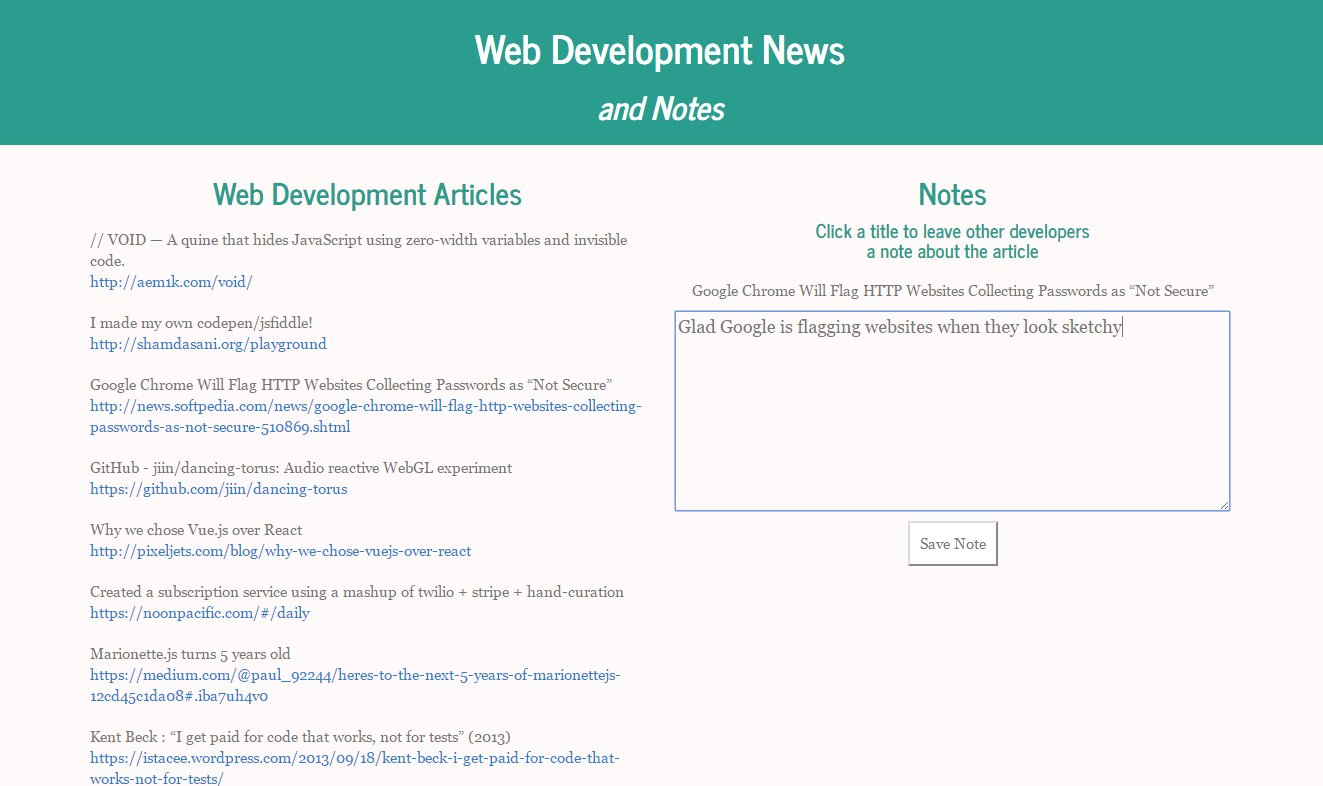 Web Development News
and Notes
Web Development Articles
// VOID — A quine that hides JavaScript using zero-width variables and invisible
code.
http://aem1k.com/void/
I made my own codepen/jsfiddle!
http://shamdasani.org/playground
Google Chrome Will Flag HTTP Websites Collecting Passwords as “Not Secure”
http://news.softpedia.com/news/google-chrome-will-flag-http-websites-collecting-
passwords-as-not-secure-510869.shtml
GitHub - jiin/dancing-torus: Audio reactive WebGL experiment
https://github.com/jiin/dancing-torus
Why we chose Vue.js over React
http://pixeljets.com/blog/why-we-chose-vuejs-over-react
Created a subscription service using a mashup of twilio + stripe + hand-curation
https://noonpacific.com/#/daily
Marionette.js turns 5 years old
https://medium.com/@paul_92244/heres-to-the-next-5-years-of-marionettejs-
12cd45c1da08#.iba7uh4v0
Kent Beck : “I get paid for code that works, not for tests” (2013)
https://istacee.wordpress.com/2013/09/18/kent-beck-i-get-paid-for-code-that-
works-not-for-tests/
Notes
Click a title to leave other developers
a note about the article
Google Chrome Will Flag HTTP Websites Collecting Passwords as “Not Secure”
Glad Google is flagging websites when they look sketchy
Save Note